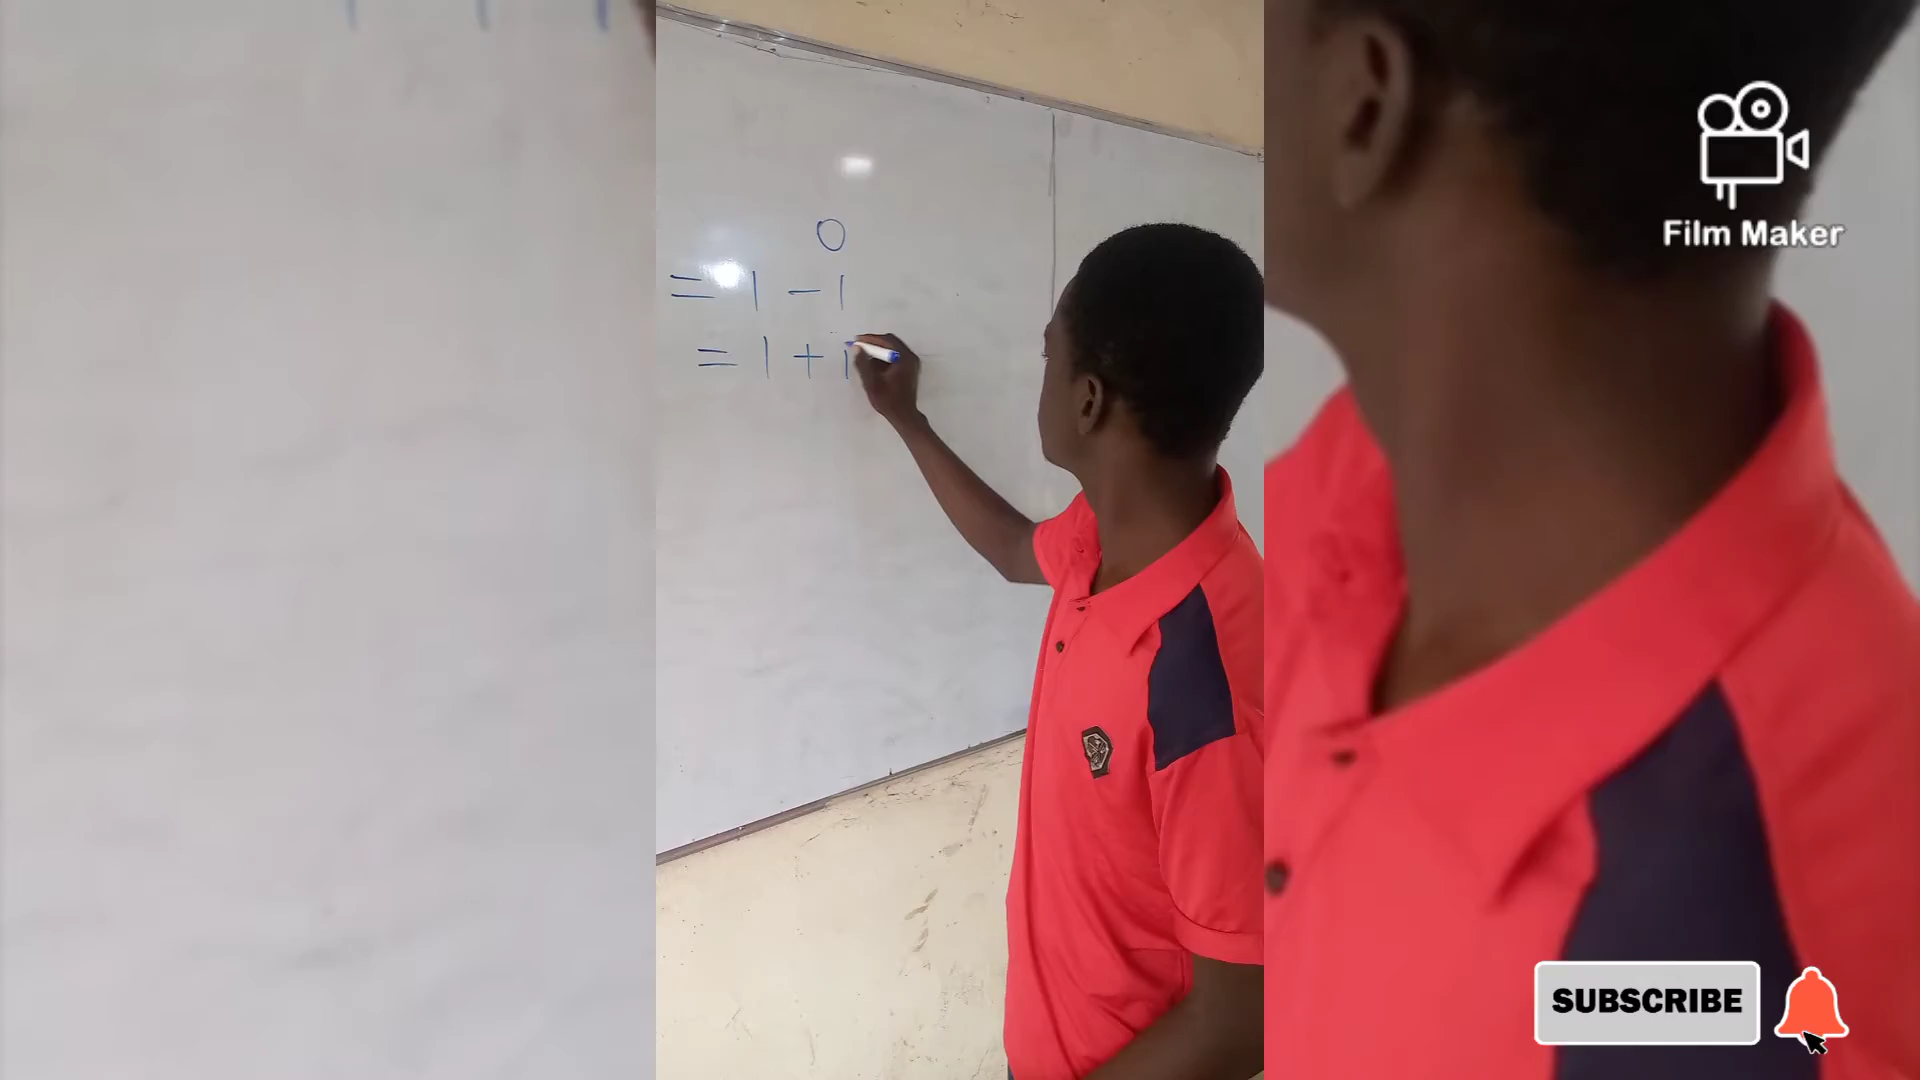 0
= 1 - 1
= 1 + 1
Film Maker
SUBSCRIBE